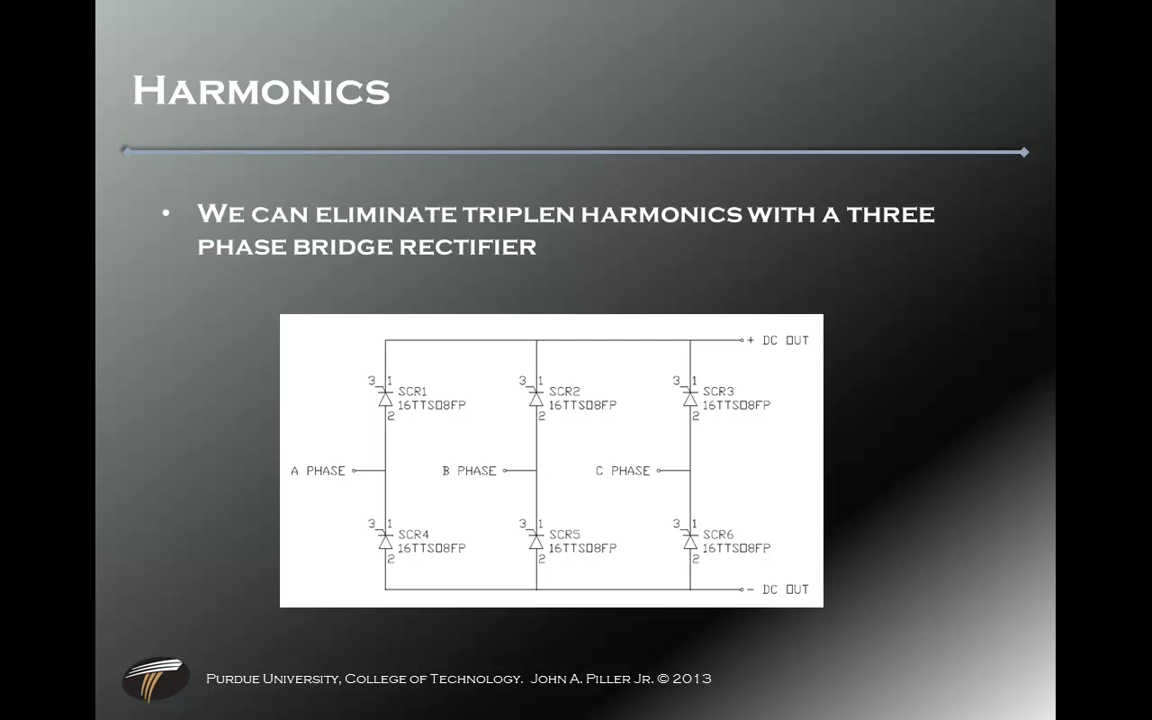 Harmonics
• We can eliminate triplen harmonics with a three
phase bridge rectifier
+ DC OUT
3 1
SCR1
16TTS08FP
2
3 1
SCR2
16TTS08FP
2
3 1
SCR3
16TTS08FP
2
A PHASE
B PHASE
C PHASE
3 1
SCR4
16TTS08FP
2
3 1
SCR5
16TTS08FP
2
3 1
SCR6
16TTS08FP
2
- DC OUT
Purdue University, College of Technology. John A. Piller Jr. © 2013